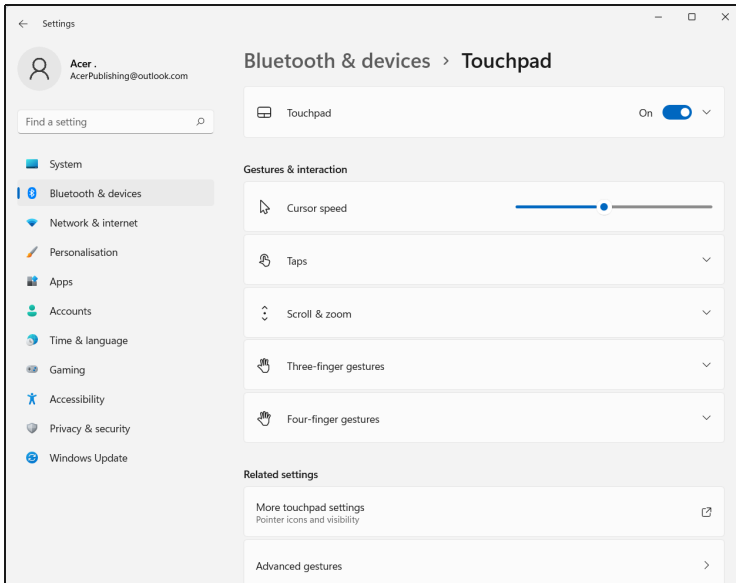 Settings
Acer .
AcerPublishing@outlook.com
Find a setting
System
Bluetooth & devices
Network & internet
Personalisation
Apps
Accounts
Time & language
Gaming
Accessibility
Privacy & security
Windows Update
Bluetooth & devices > Touchpad
Touchpad
On
Gestures & interaction
Cursor speed
Taps
Scroll & zoom
Three-finger gestures
Four-finger gestures
Related settings
More touchpad settings
Pointer icons and visibility
Advanced gestures